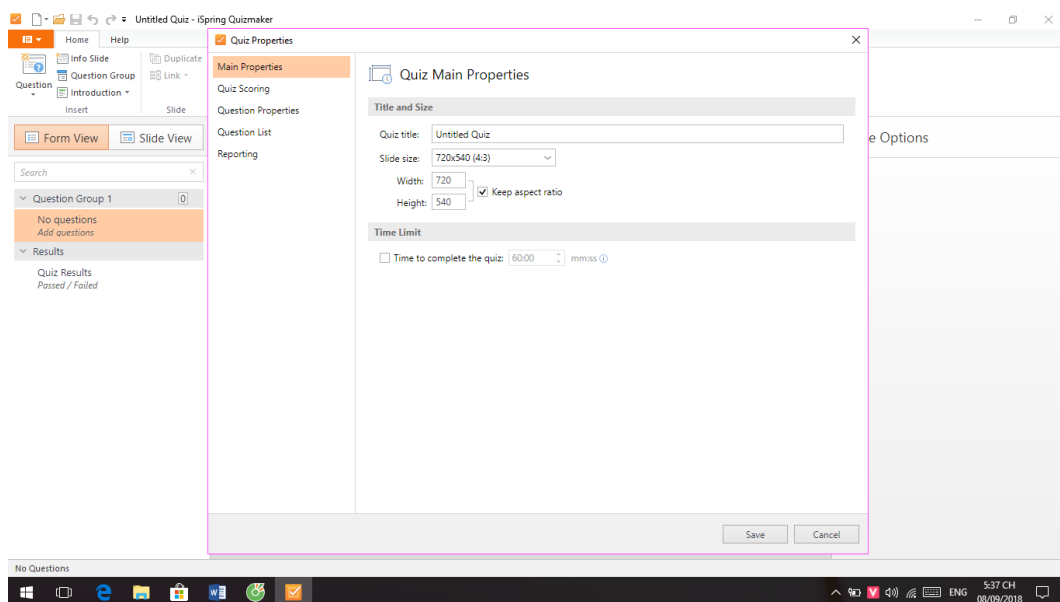 Untitled Quiz - iSpring Quizmaker
Home Help
Info Slide
Question Group
Introduction
Question
Insert
Duplicate
Link
Slide
Form View Slide View
Search
Question Group 1 0
No questions
Add questions
Results
Quiz Results
Passed / Failed
Quiz Properties
Main Properties
Quiz Scoring
Question Properties
Question List
Reporting
Quiz Main Properties
Title and Size
Quiz title: Untitled Quiz
Slide size: 720x540 (4:3)
Width: 720
Keep aspect ratio
Height: 540
Time Limit
Time to complete the quiz: 60:00 mm:ss
Save Cancel
e Options
No Questions
ENG
5:37 CH
08/09/2018